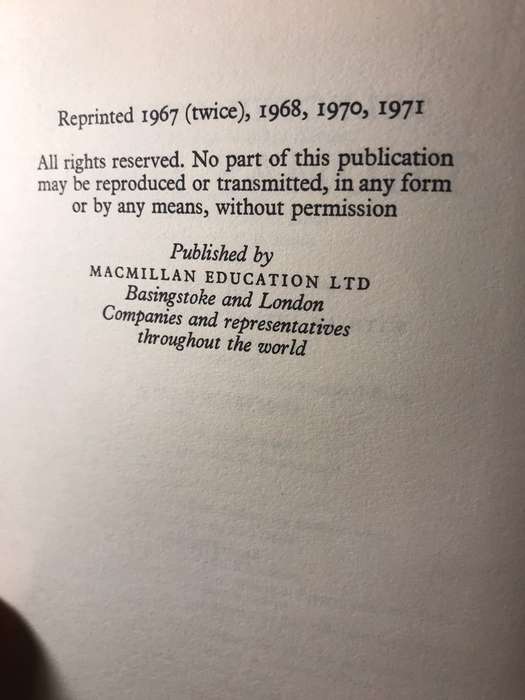 Reprinted 1967 (twice), 1968, 1970, 1971
All rights reserved. No part of this publication
may be reproduced or transmitted, in any form
or by any means, without permission
Published by
MACMILLAN EDUCATION LTD
Basingstoke and London
Companies and representatives
throughout the world